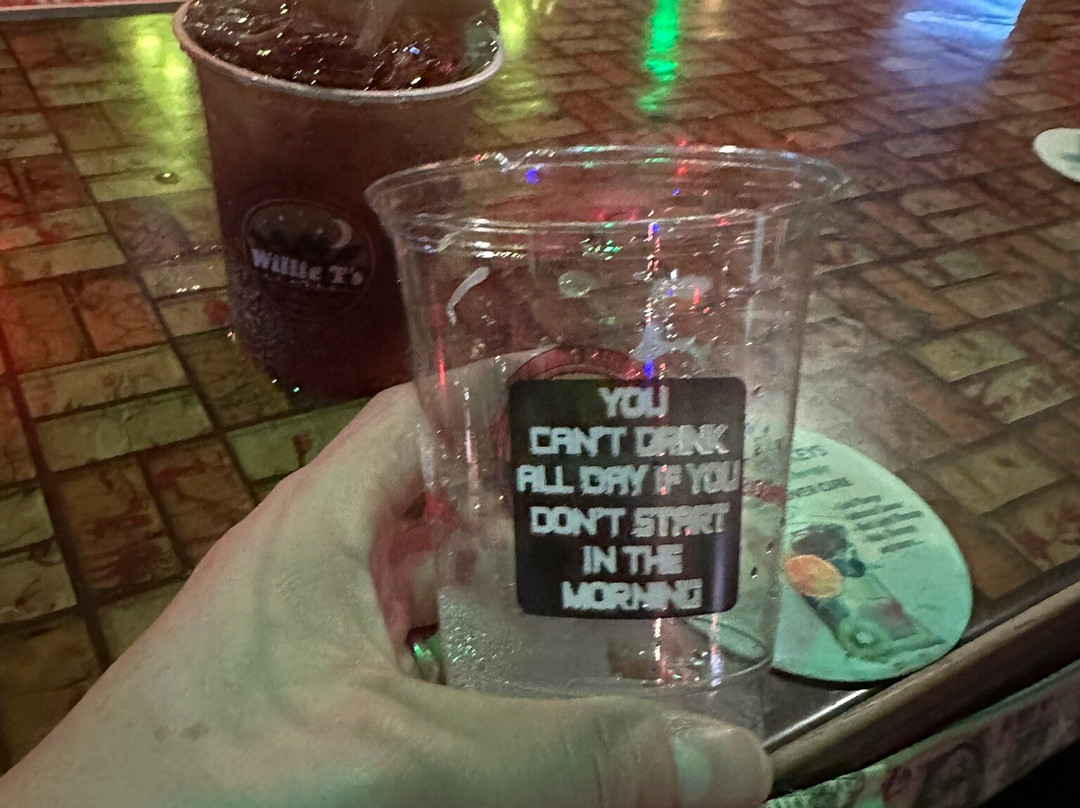 Willie T's
YOU
CAN'T DRINK
ALL DAY IF YOU
DON'T START
IN THE
MORNING